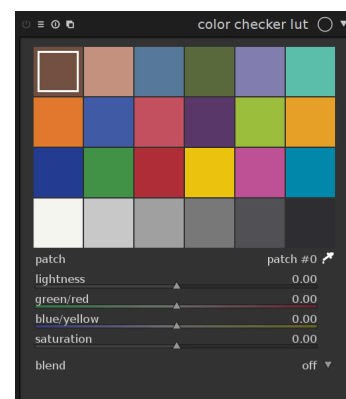 color checker lut
patch patch #0
lightness 0.00
green/red 0.00
blue/yellow 0.00
saturation 0.00
blend off